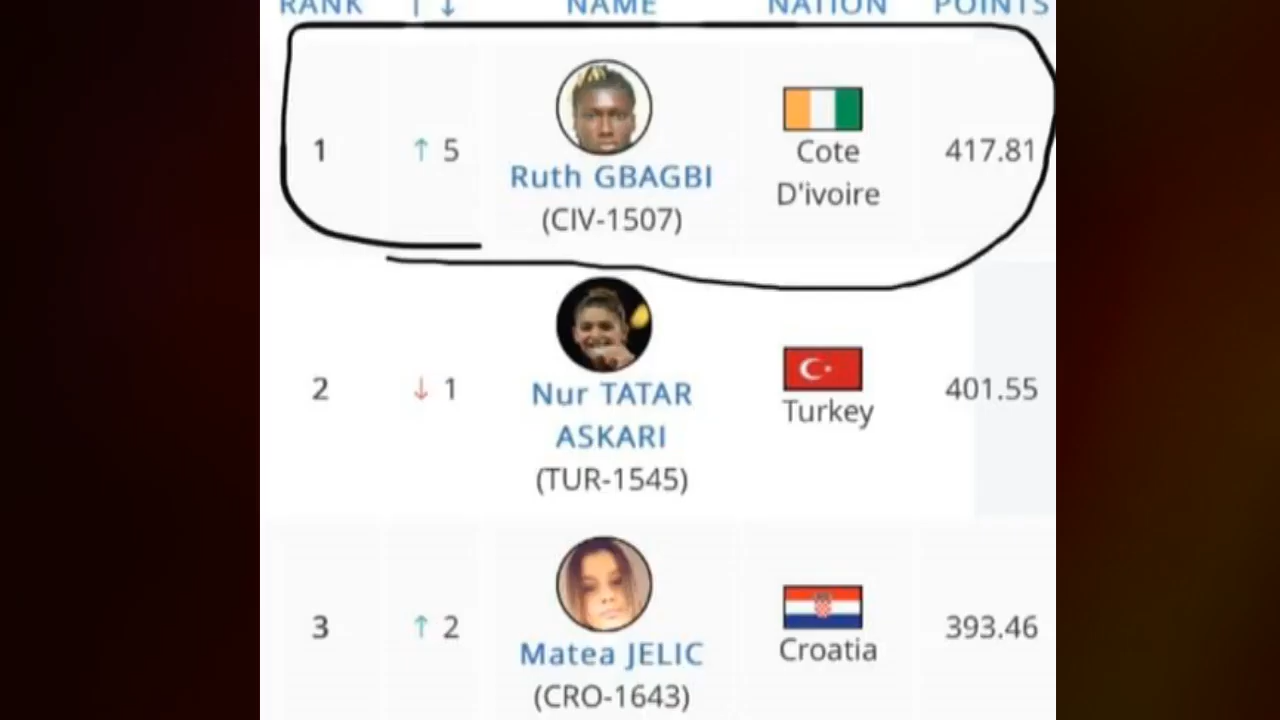 RANK ↑ ↓ NAME NATION POINTS
1 ↑ 5 Ruth GBAGBI (CIV-1507) Cote D'ivoire 417.81
2 ↓ 1 Nur TATAR ASKARI (TUR-1545) Turkey 401.55
3 ↑ 2 Matea JELIC (CRO-1643) Croatia 393.46